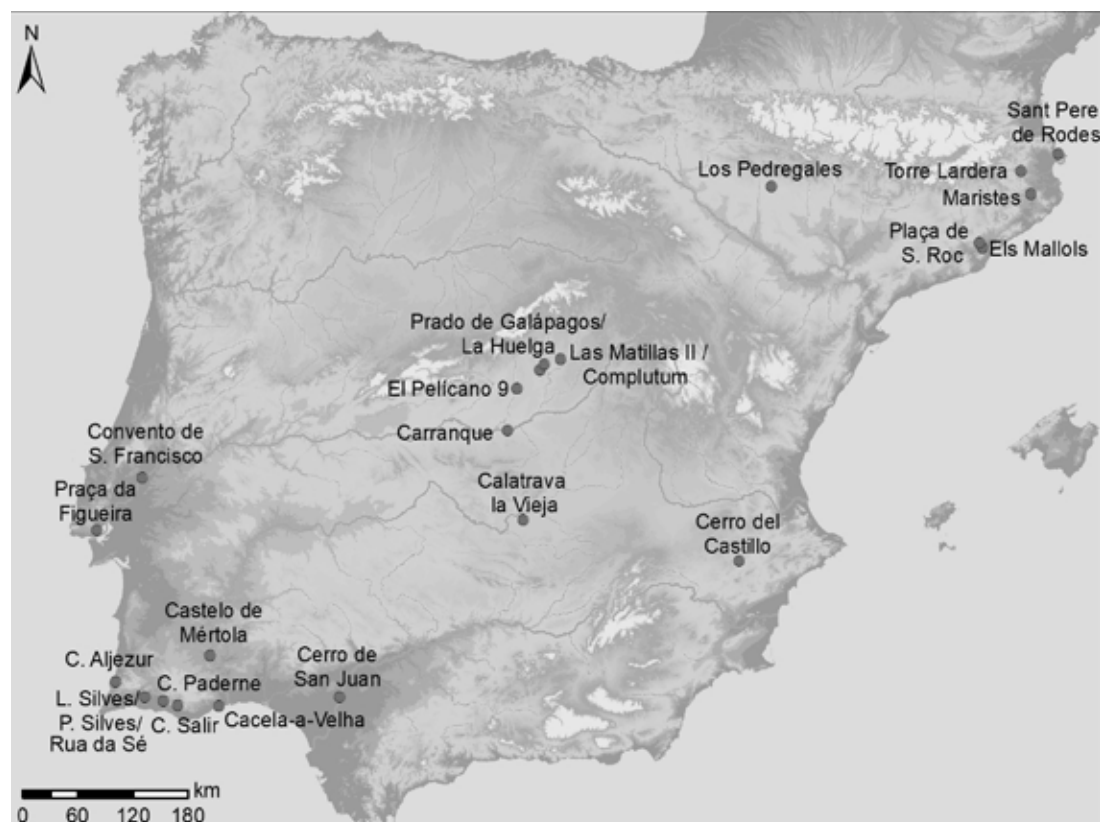 N
Sant Pere
de Rodes
Los Pedregales
Torre Lardera
Maristes
Plaça de
S. Roc
Els Mallols
Prado de Galápagos/
La Huelga
Las Matillas II /
Complutum
El Pelícano 9
Carranque
Convento de
S. Francisco
Praça da
Figueira
Calatrava
la Vieja
Cerro del
Castillo
Castelo de
Mértola
C. Aljezur
C. Paderne
Cerro de
San Juan
L. Silves/
P. Silves/
Rua da Sé
C. Salir
Cacela-a-Velha
km
0 60 120 180